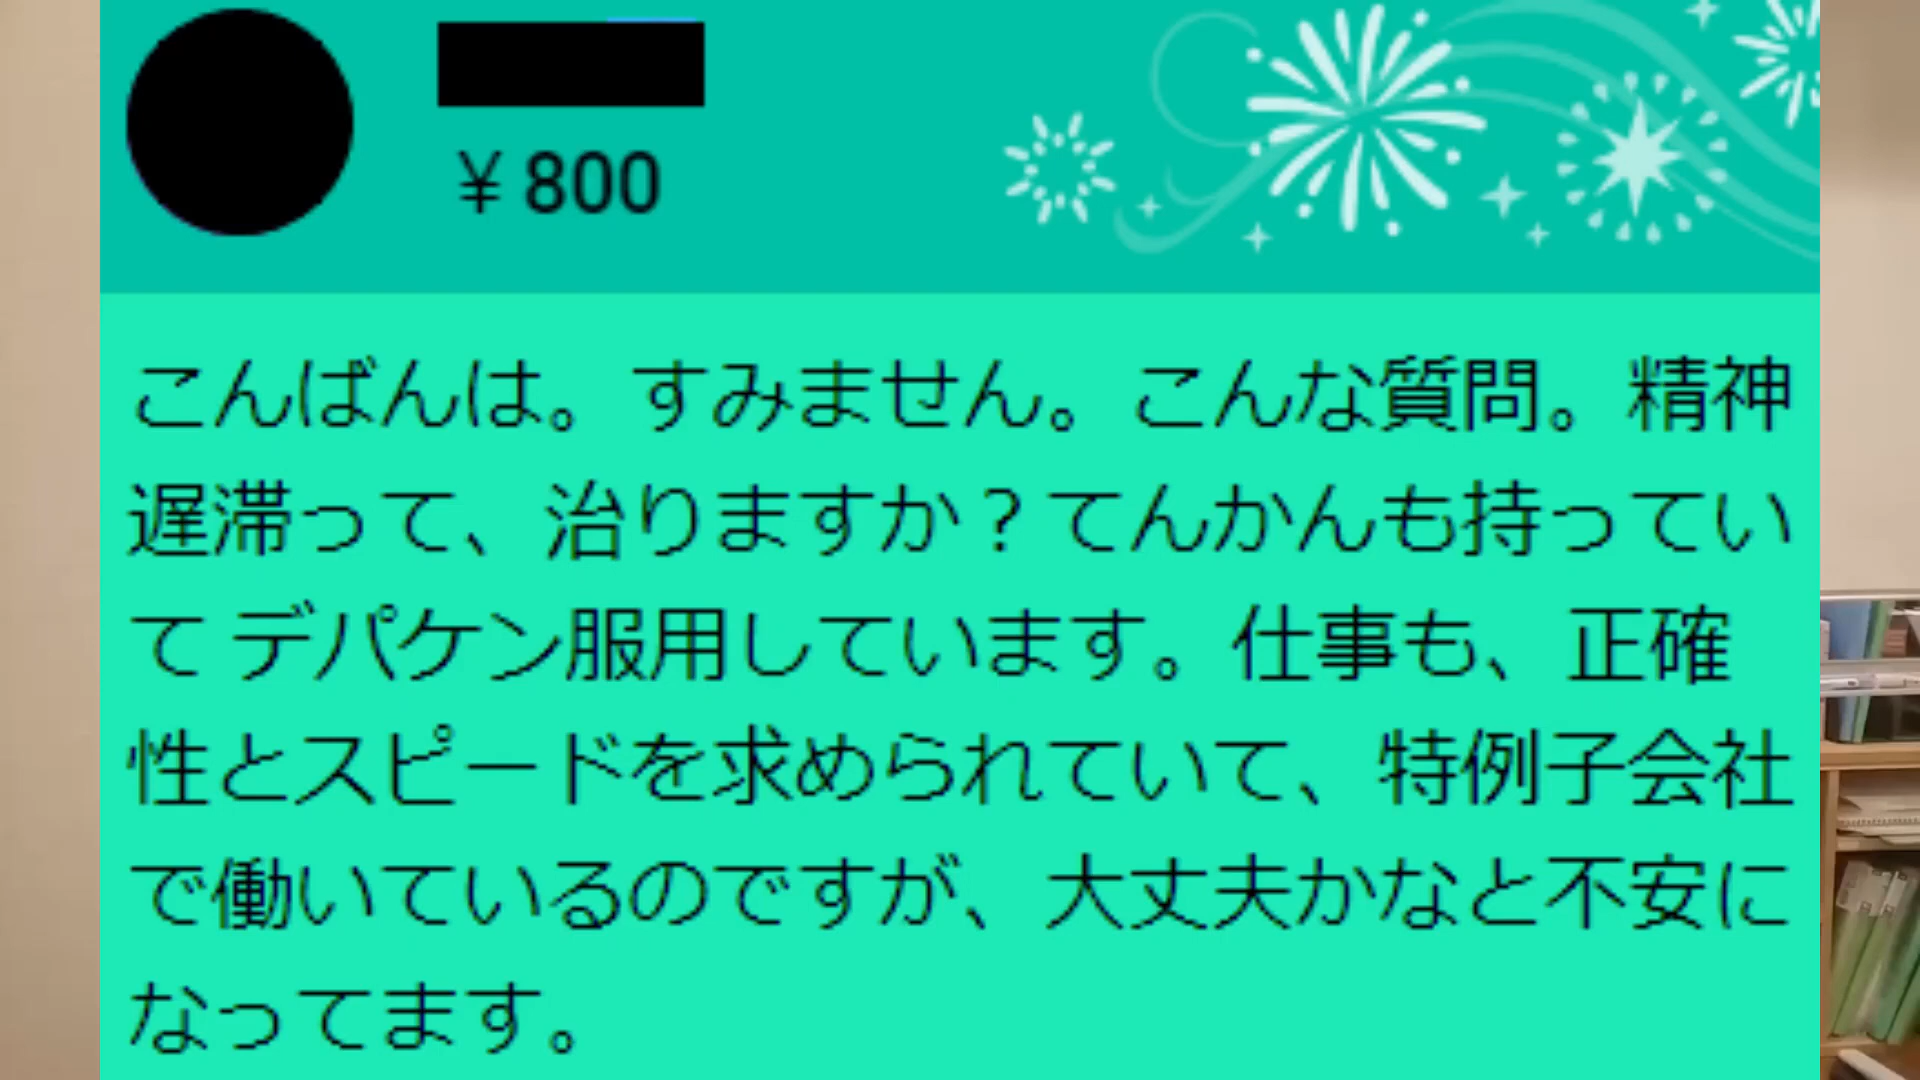 ¥ 800
こんばんは。すみません。こんな質問。精神
遅滞って、治りますか？てんかんも持ってい
て デパケン服用しています。仕事も、正確
性とスピードを求められていて、特例子会社
で働いているのですが、大丈夫かなと不安に
なってます。